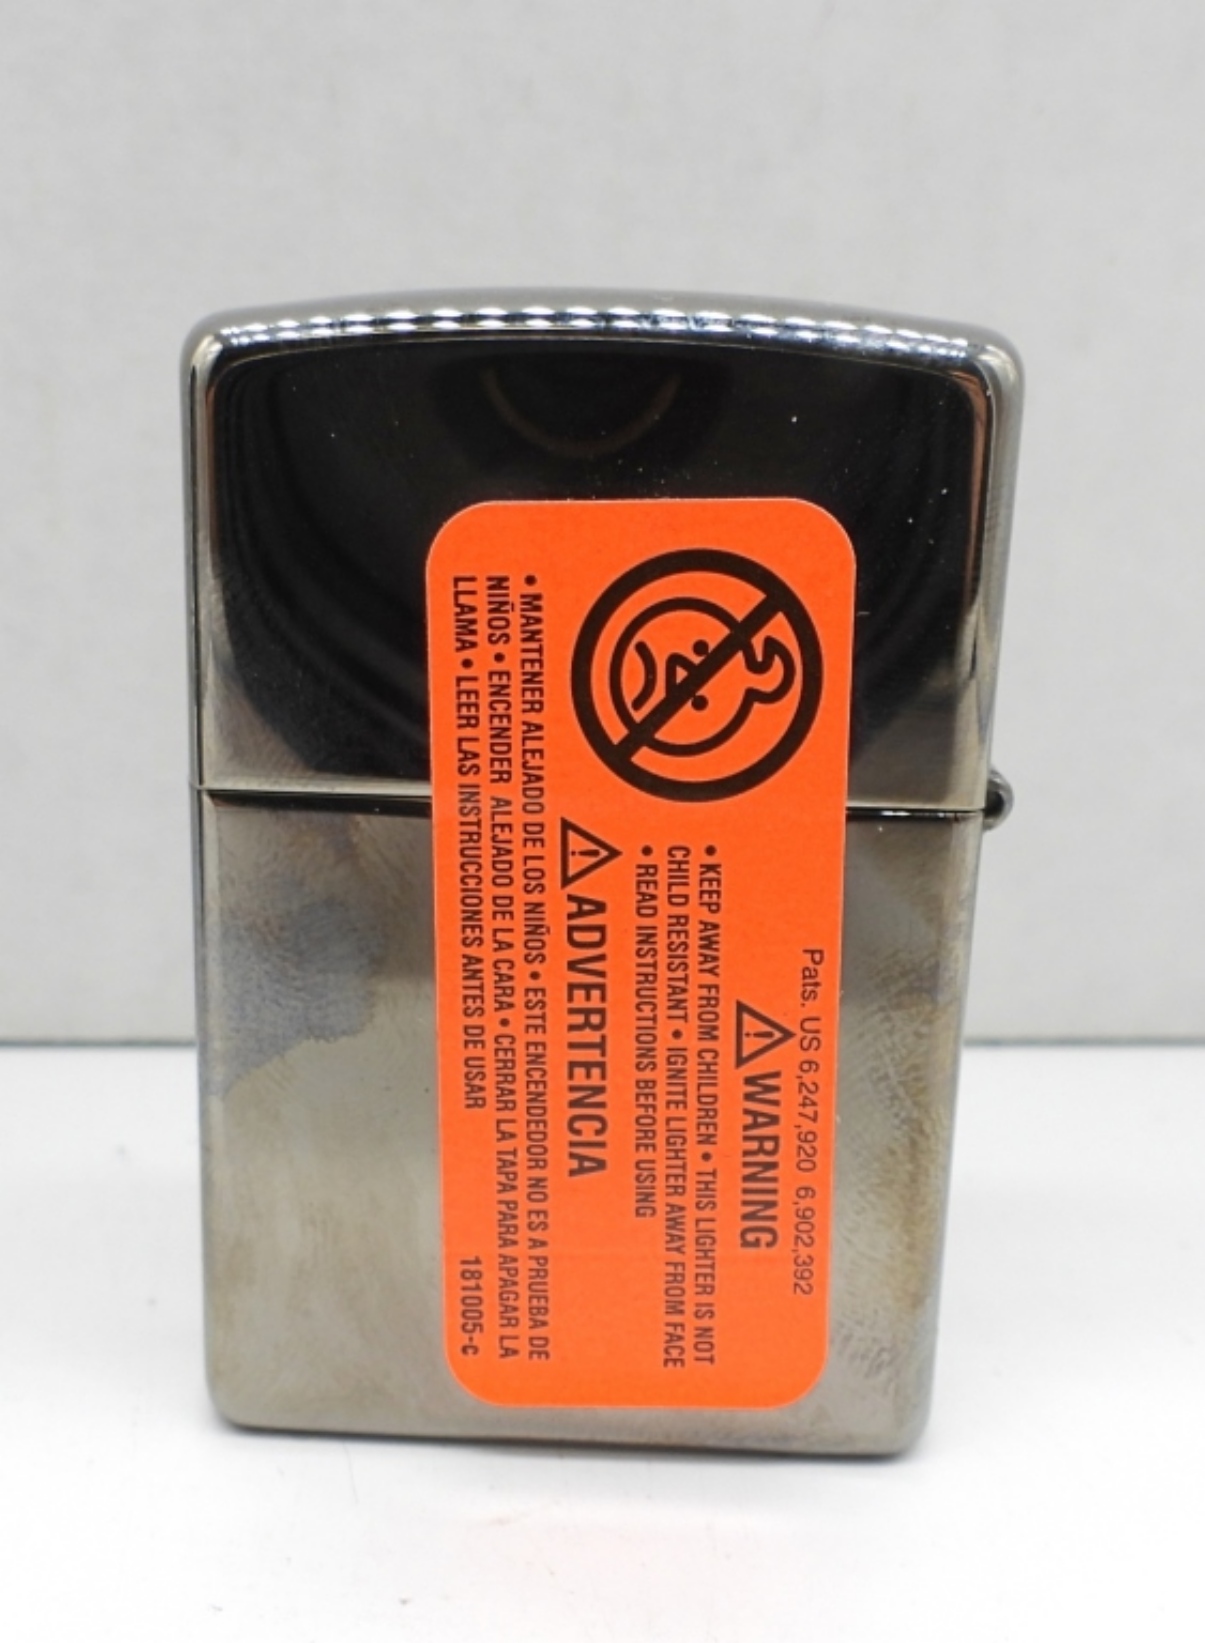 Pats. US 6,247,920 6,902,392
WARNING
• KEEP AWAY FROM CHILDREN • THIS LIGHTER IS NOT
CHILD RESISTANT • IGNITE LIGHTER AWAY FROM FACE
• READ INSTRUCTIONS BEFORE USING
ADVERTENCIA
• MANTENER ALEJADO DE LOS NIÑOS • ESTE ENCENDEDOR NO ES A PRUEBA DE
NIÑOS • ENCENDER ALEJADO DE LA CARA • CERRAR LA TAPA PARA APAGAR LA
LLAMA • LEER LAS INSTRUCCIONES ANTES DE USAR 181005-c